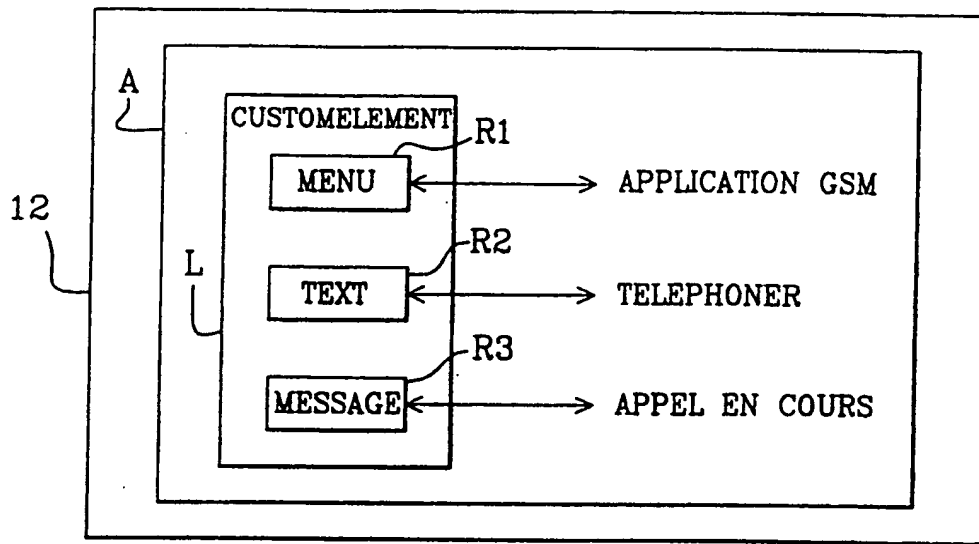 A
CUSTOMELEMENT
R1
MENU
APPLICATION GSM
12
R2
L
TEXT
TELEPHONER
R3
MESSAGE
APPEL EN COURS